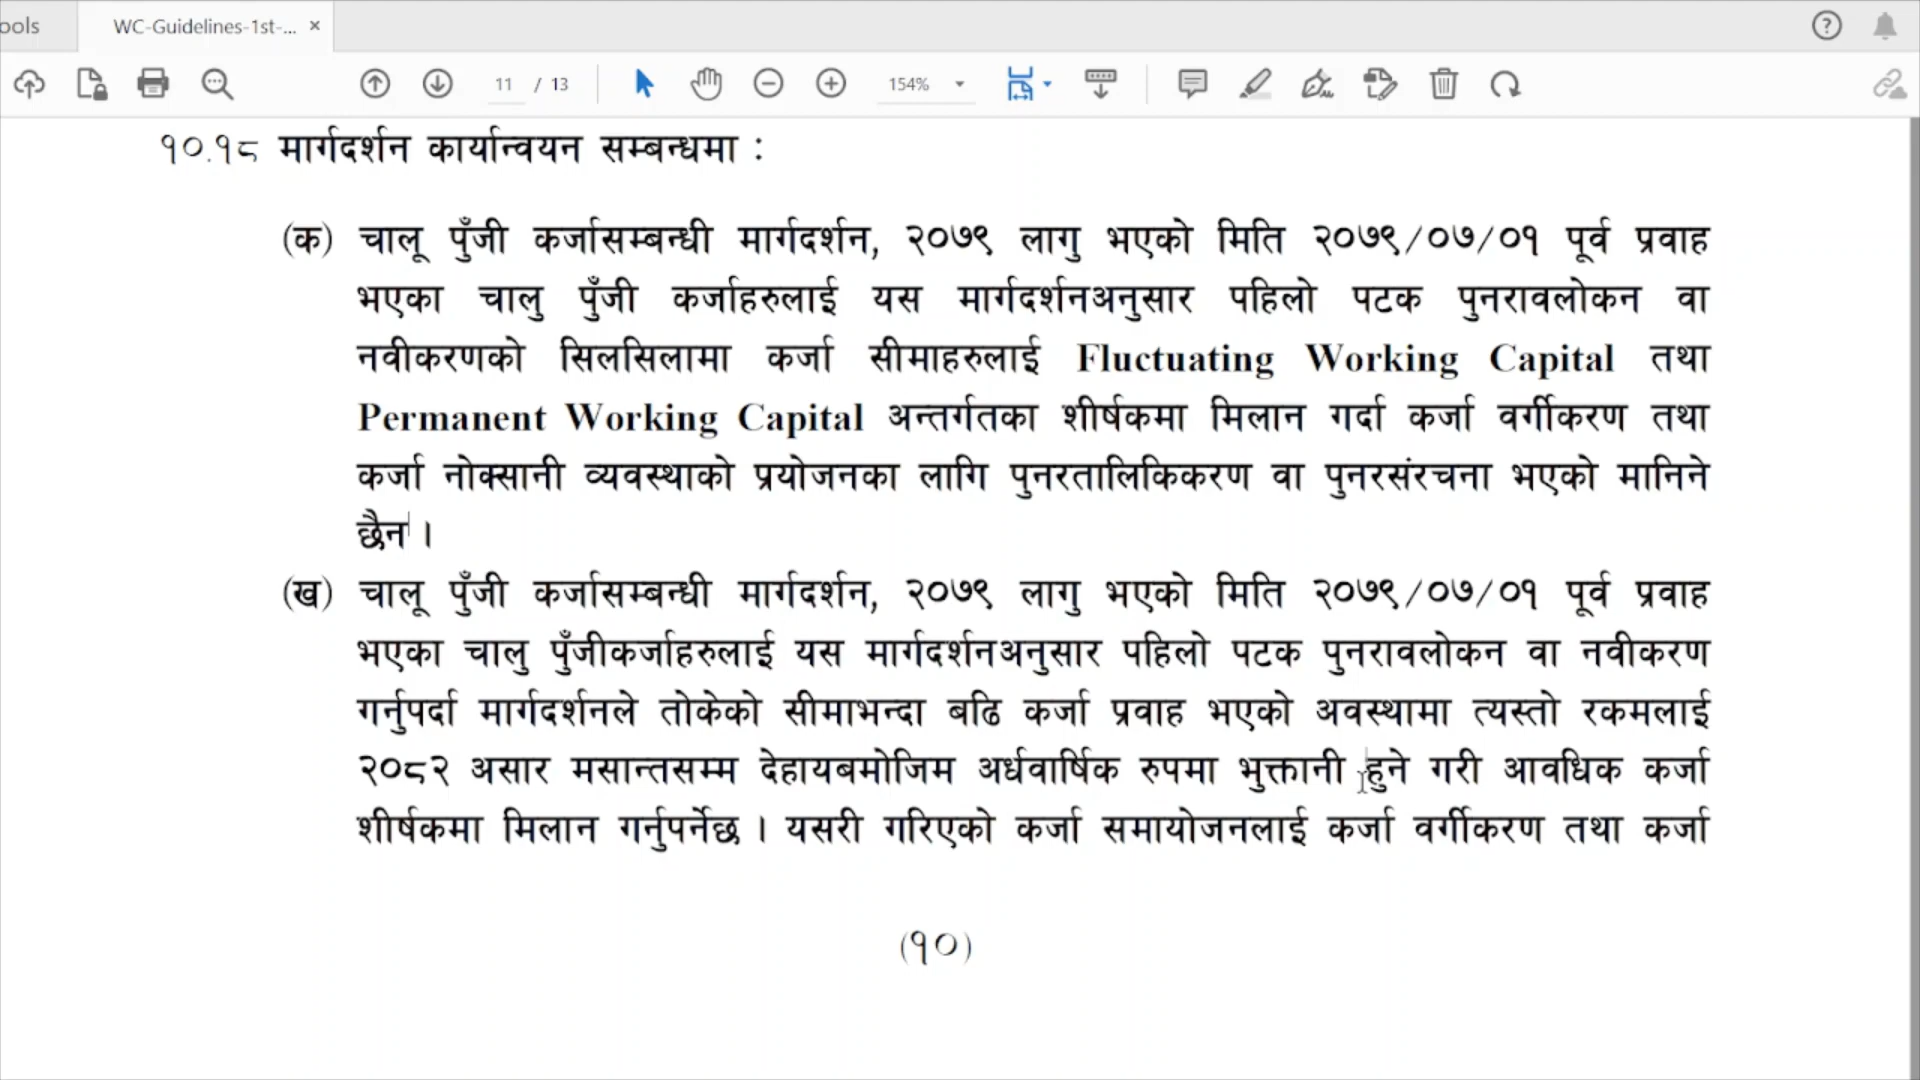 ools
WC-Guidelines-1st-... ×
11 / 13
154%
१०.१८ मार्गदर्शन कार्यान्वयन सम्बन्धमा :
(क) चालू पुँजी कर्जासम्बन्धी मार्गदर्शन, २०७९ लागु भएको मिति २०७९/०७/०१ पूर्व प्रवाह
भएका चालु पुँजी कर्जाहरुलाई यस मार्गदर्शनअनुसार पहिलो पटक पुनरावलोकन वा
नवीकरणको सिलसिलामा कर्जा सीमाहरुलाई Fluctuating Working Capital तथा
Permanent Working Capital अन्तर्गतका शीर्षकमा मिलान गर्दा कर्जा वर्गीकरण तथा
कर्जा नोक्सानी व्यवस्थाको प्रयोजनका लागि पुनरतालिकिकरण वा पुनरसंरचना भएको मानिने
छैन ।
(ख) चालू पुँजी कर्जासम्बन्धी मार्गदर्शन, २०७९ लागु भएको मिति २०७९/०७/०१ पूर्व प्रवाह
भएका चालु पुँजीकर्जाहरुलाई यस मार्गदर्शनअनुसार पहिलो पटक पुनरावलोकन वा नवीकरण
गर्नुपर्दा मार्गदर्शनले तोकेको सीमाभन्दा बढि कर्जा प्रवाह भएको अवस्थामा त्यस्तो रकमलाई
२०८२ असार मसान्तसम्म देहायबमोजिम अर्धवार्षिक रुपमा भुक्तानी हुने गरी आवधिक कर्जा
शीर्षकमा मिलान गर्नुपर्नेछ । यसरी गरिएको कर्जा समायोजनलाई कर्जा वर्गीकरण तथा कर्जा
(१०)